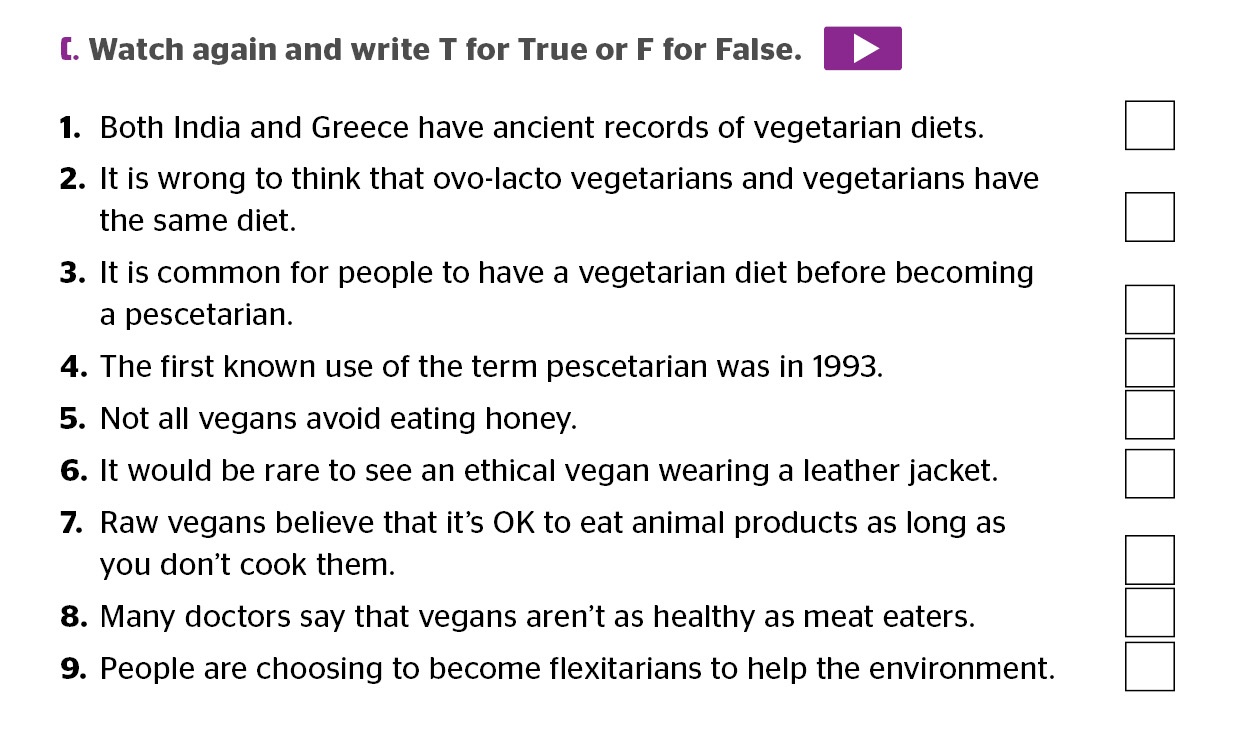 C. Watch again and write T for True or F for False.
1. Both India and Greece have ancient records of vegetarian diets.
2. It is wrong to think that ovo-lacto vegetarians and vegetarians have
the same diet.
3. It is common for people to have a vegetarian diet before becoming
a pescetarian.
4. The first known use of the term pescetarian was in 1993.
5. Not all vegans avoid eating honey.
6. It would be rare to see an ethical vegan wearing a leather jacket.
7. Raw vegans believe that it's OK to eat animal products as long as
you don't cook them.
8. Many doctors say that vegans aren't as healthy as meat eaters.
9. People are choosing to become flexitarians to help the environment.